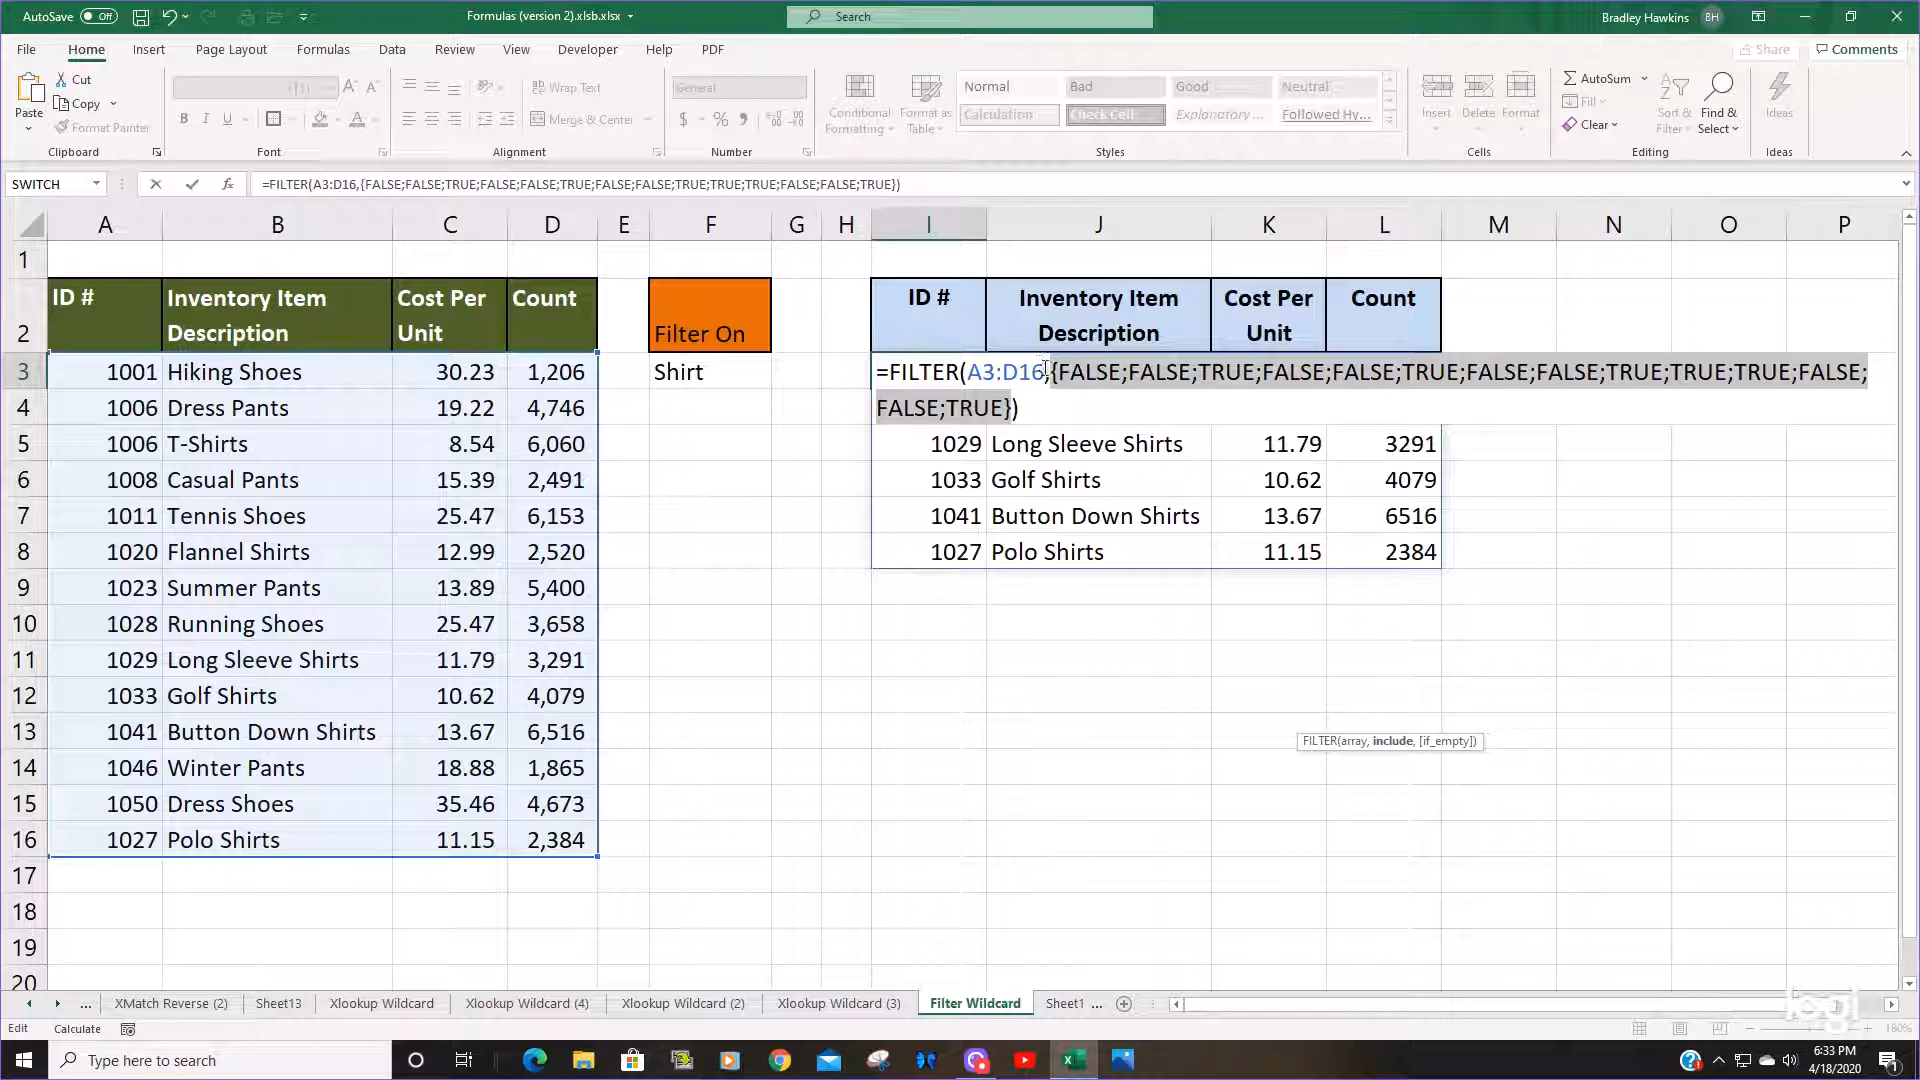 AutoSave Off Formulas (version 2).xlsb.xlsx Search Bradley Hawkins BH
File Home Insert Page Layout Formulas Data Review View Developer Help PDF Share Comments
Paste Cut Copy Format Painter Clipboard
B I U A Font
Wrap Text Merge & Center Alignment
General $ % Number
Conditional Formatting Format as Table Normal Bad Good Neutral
Calculation Check Cell Explanatory ... Followed Hy... Styles
Insert Delete Format Cells
AutoSum Fill Clear Sort & Filter Find & Select Editing
Ideas Ideas
SWITCH fx =FILTER(A3:D16,{FALSE;FALSE;TRUE;FALSE;FALSE;TRUE;FALSE;FALSE;TRUE;TRUE;TRUE;FALSE;FALSE;TRUE})
A B C D E F G H I J K L M N O P
1
2 ID # Inventory Item Description Cost Per Unit Count Filter On ID # Inventory Item Description Cost Per Unit Count
3 1001 Hiking Shoes 30.23 1,206 Shirt =FILTER(A3:D16,{FALSE;FALSE;TRUE;FALSE;FALSE;TRUE;FALSE;FALSE;TRUE;TRUE;TRUE;FALSE;
4 1006 Dress Pants 19.22 4,746 FALSE;TRUE})
5 1006 T-Shirts 8.54 6,060 1029 Long Sleeve Shirts 11.79 3291
6 1008 Casual Pants 15.39 2,491 1033 Golf Shirts 10.62 4079
7 1011 Tennis Shoes 25.47 6,153 1041 Button Down Shirts 13.67 6516
8 1020 Flannel Shirts 12.99 2,520 1027 Polo Shirts 11.15 2384
9 1023 Summer Pants 13.89 5,400
10 1028 Running Shoes 25.47 3,658
11 1029 Long Sleeve Shirts 11.79 3,291
12 1033 Golf Shirts 10.62 4,079
13 1041 Button Down Shirts 13.67 6,516 FILTER(array, include, [if_empty])
14 1046 Winter Pants 18.88 1,865
15 1050 Dress Shoes 35.46 4,673
16 1027 Polo Shirts 11.15 2,384
17
18
19
20
... XMatch Reverse (2) Sheet13 Xlookup Wildcard Xlookup Wildcard (4) Xlookup Wildcard (2) Xlookup Wildcard (3) Filter Wildcard Sheet1 ... logi
Edit Calculate 180%
Type here to search 6:33 PM
4/18/2020